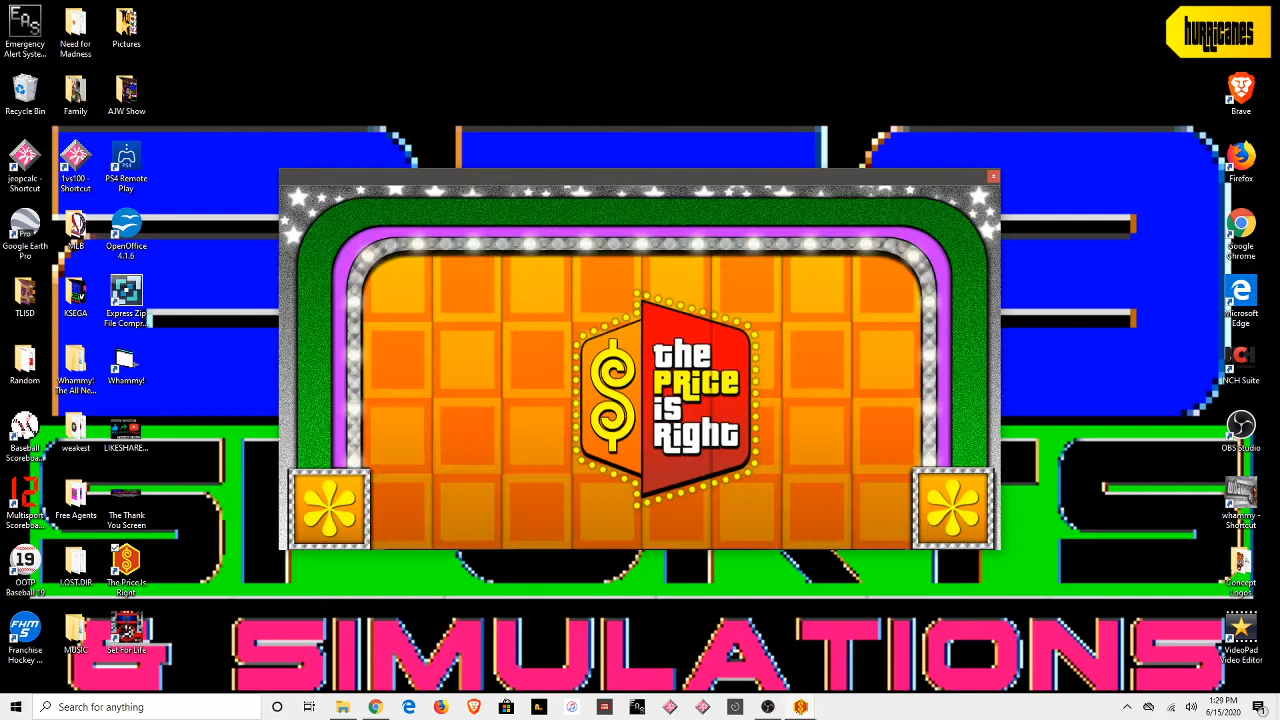 Emergency
Alert Syste...
Need for
Madness
Pictures
Recycle Bin
Family
AJW Show
jeopcalc -
Shortcut
1vs100 -
Shortcut
PS4 Remote
Play
Google Earth
Pro
MLB
OpenOffice
4.1.6
TLISD
KSEGA
Express Zip
File Compr...
Random
Whammy!
The All Ne...
Whammy!
Baseball
Scoreboa...
weakest
LIKESHARE...
Multisport
Scoreboa...
Free Agents
The Thank
You Screen
OOTP
Baseball 19
LOST.DIR
The Price Is
Right
Franchise
Hockey ...
MUSIC
Set For Life
EAS
PS4
12
19
FHM5
the
PRice
is
Right
$
& SIMULATIONS
hurricanes
Brave
Firefox
Google
Chrome
Microsoft
Edge
NCH Suite
OBS Studio
whammy -
Shortcut
Concept
Logos
VideoPad
Video Editor
Search for anything
1:29 PM
6/15/2020